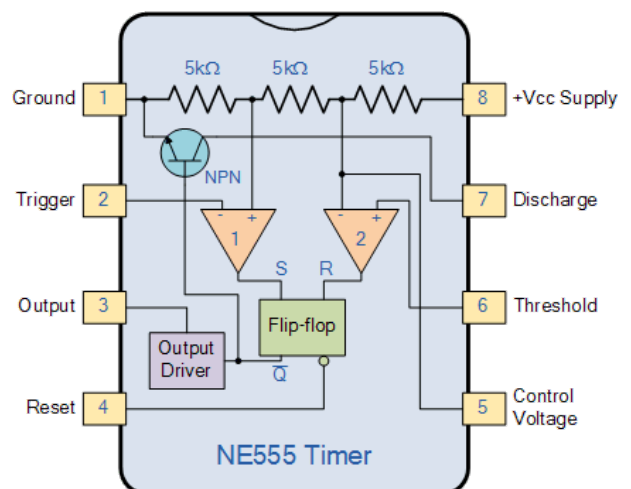 5kΩ 5kΩ 5kΩ
Ground 1
8 +Vcc Supply
NPN
Trigger 2
- + - +
7 Discharge
1 2
S R
Output 3
6 Threshold
Flip-flop
Output
Driver
Q̅
Reset 4
5 Control
Voltage
NE555 Timer